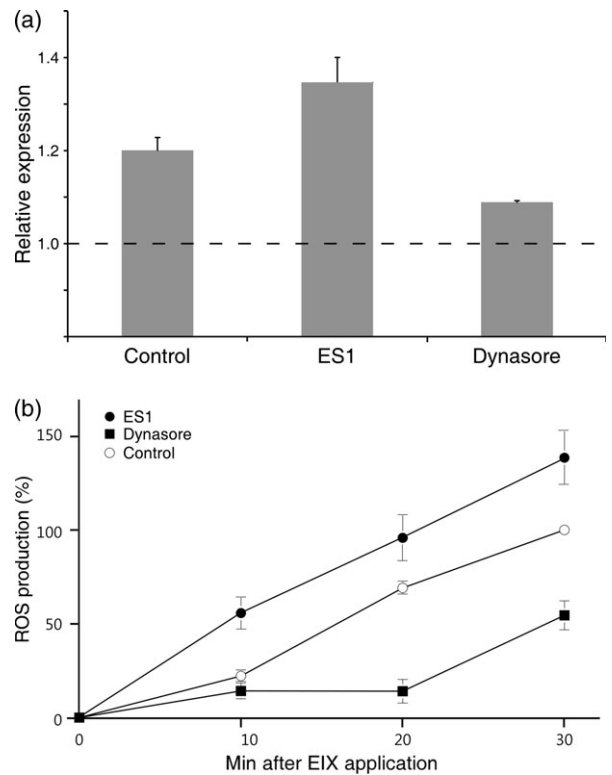 (a)
Relative expression
1.4
1.2
1.0
Control
ES1
Dynasore
(b)
ES1
Dynasore
Control
ROS production (%)
150
100
50
0
0
10
20
30
Min after EIX application